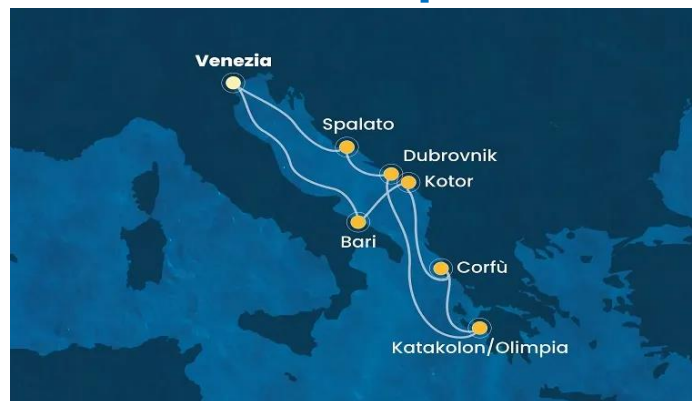 Venezia
Spalato
Dubrovnik
Kotor
Bari
Corfù
Katakolon/Olimpia